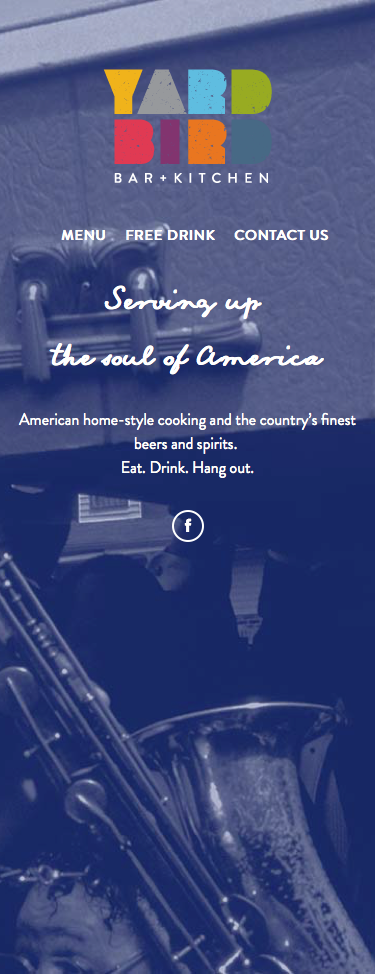 YARD
BIRD
BAR+KITCHEN
MENU FREE DRINK CONTACT US
Serving up
the soul of America
American home-style cooking and the country's finest
beers and spirits.
Eat. Drink. Hang out.
f